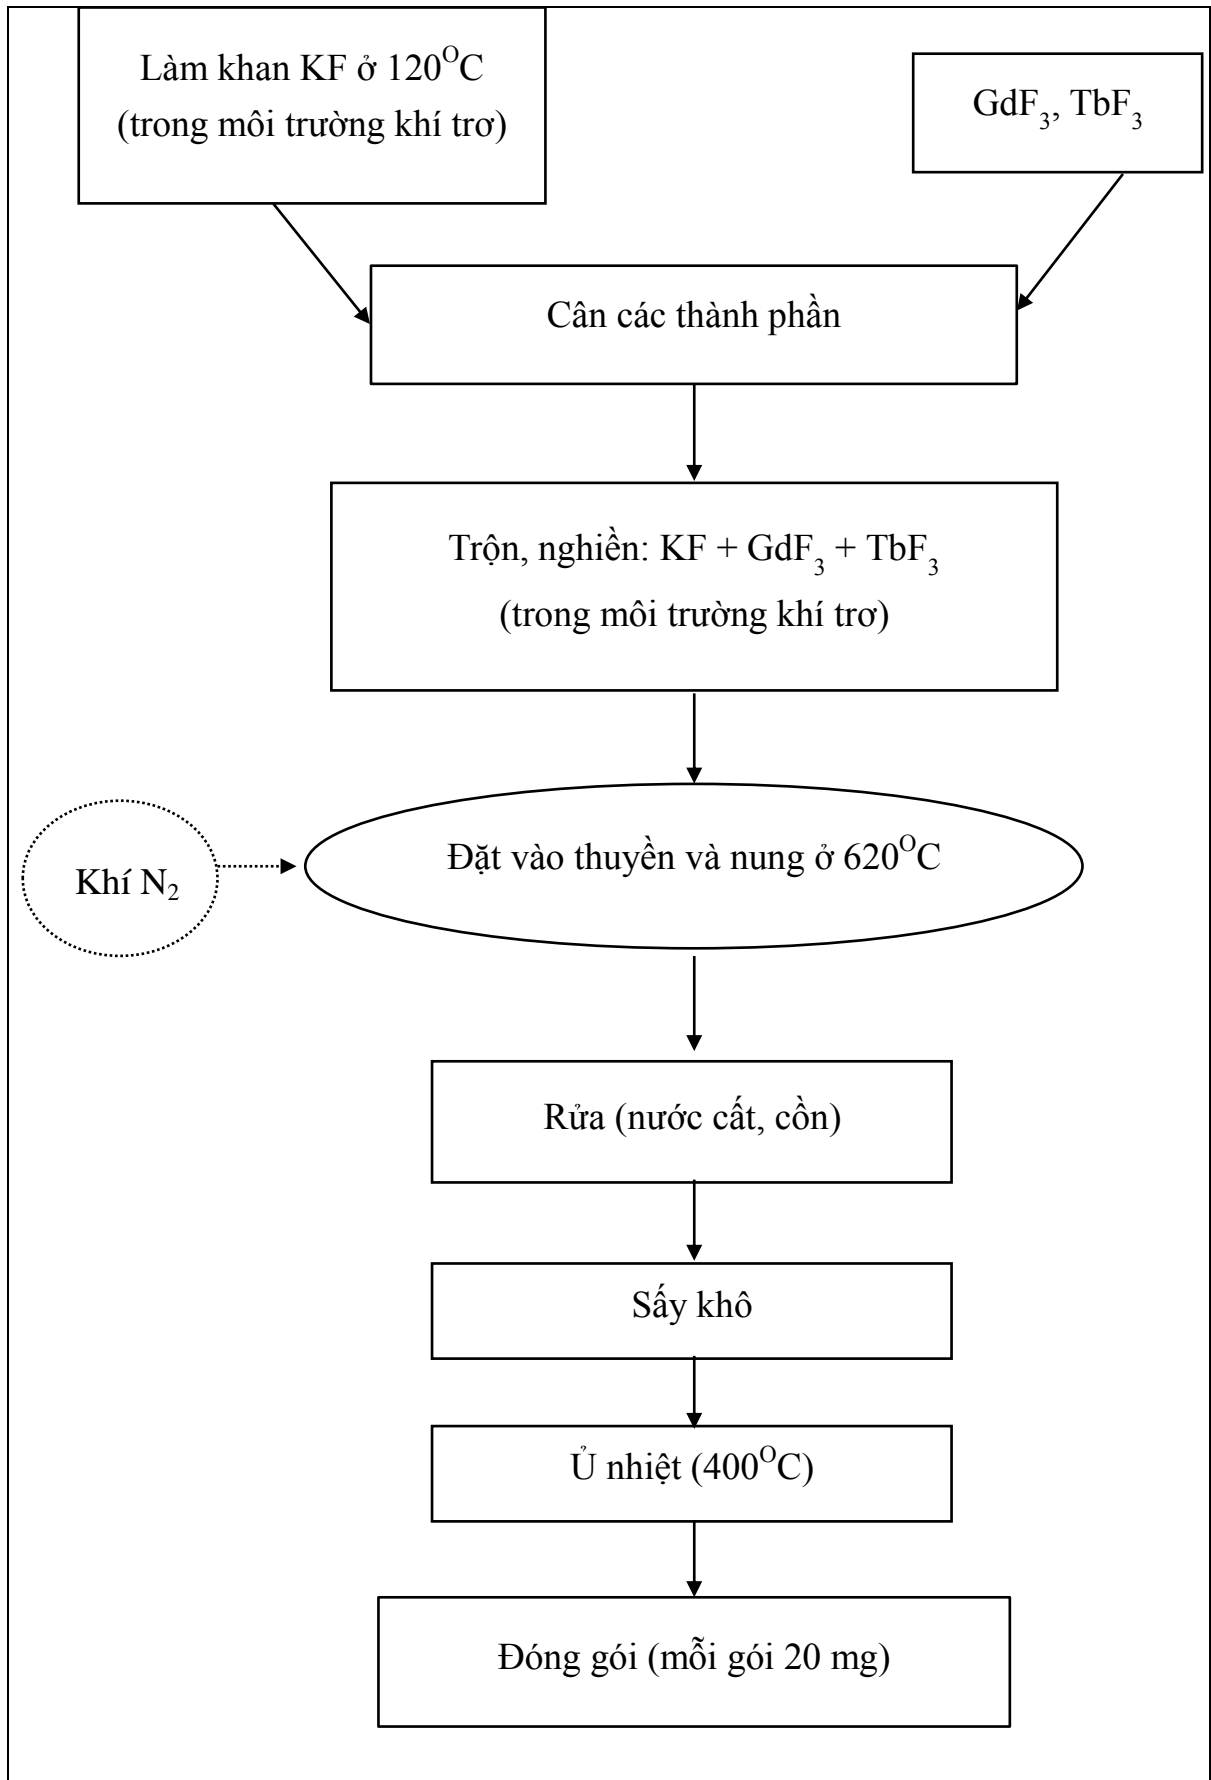 Làm khan KF ở 120ᴼC
(trong môi trường khí trơ)
GdF₃, TbF₃
Cân các thành phần
Trộn, nghiền: KF + GdF₃ + TbF₃
(trong môi trường khí trơ)
Đặt vào thuyền và nung ở 620ᴼC
Khí N₂
Rửa (nước cất, cồn)
Sấy khô
Ủ nhiệt (400ᴼC)
Đóng gói (mỗi gói 20 mg)